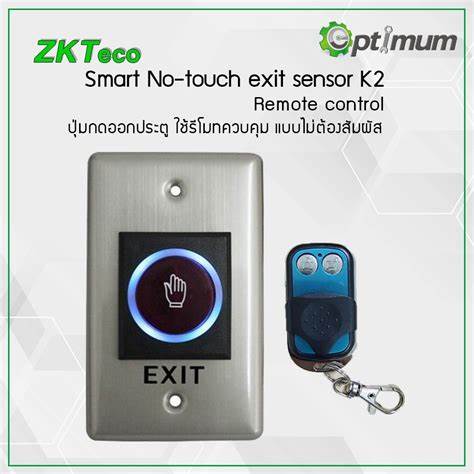 ZKTeco
Optimum
Smart No-touch exit sensor K2
Remote control
ปุ่มกดออกประตู ใช้รีโมทควบคุม แบบไม่ต้องสัมผัส
EXIT